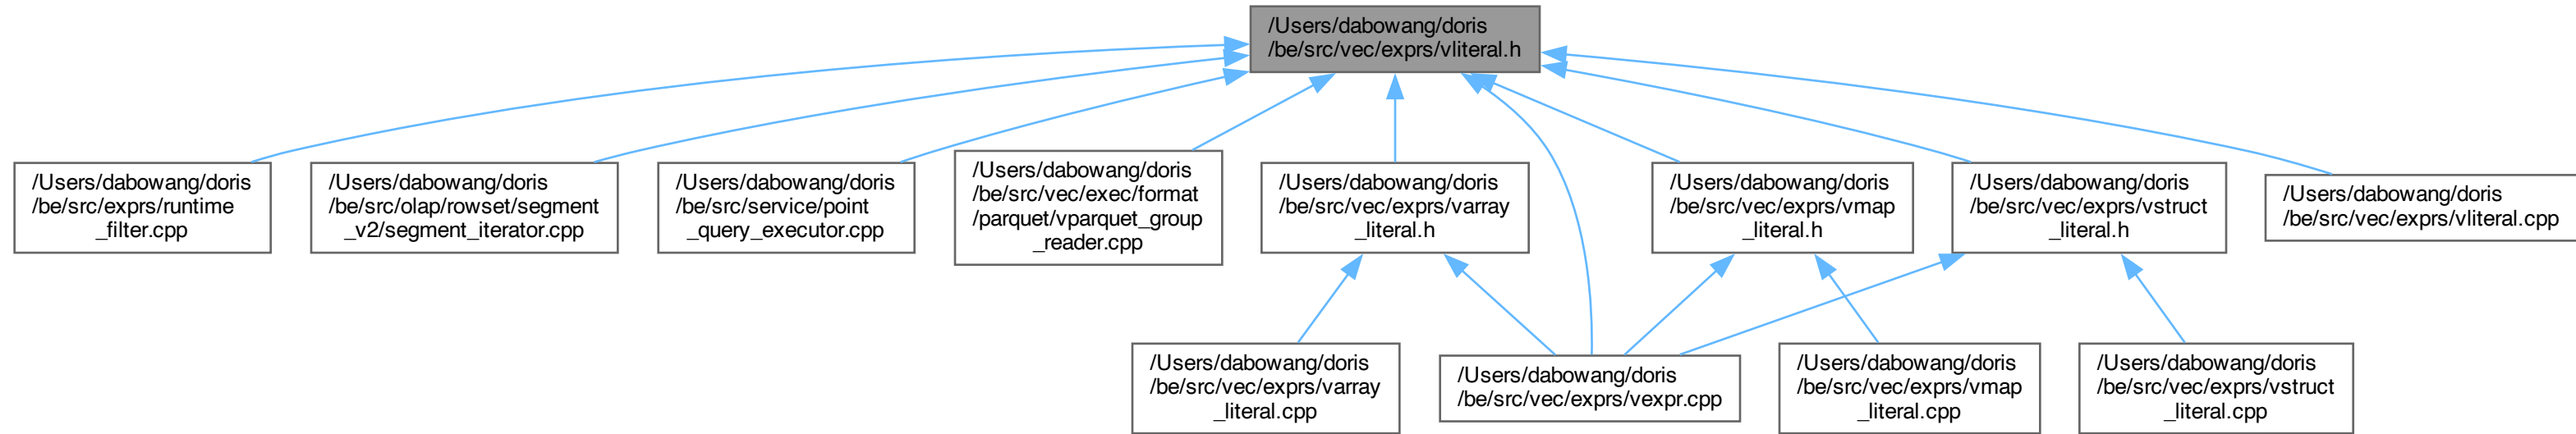 /Users/dabowang/doris
/be/src/vec/exprs/vliteral.h
/Users/dabowang/doris
/be/src/exprs/runtime
_filter.cpp
/Users/dabowang/doris
/be/src/olap/rowset/segment
_v2/segment_iterator.cpp
/Users/dabowang/doris
/be/src/service/point
_query_executor.cpp
/Users/dabowang/doris
/be/src/vec/exec/format
/parquet/vparquet_group
_reader.cpp
/Users/dabowang/doris
/be/src/vec/exprs/varray
_literal.h
/Users/dabowang/doris
/be/src/vec/exprs/vmap
_literal.h
/Users/dabowang/doris
/be/src/vec/exprs/vstruct
_literal.h
/Users/dabowang/doris
/be/src/vec/exprs/vliteral.cpp
/Users/dabowang/doris
/be/src/vec/exprs/varray
_literal.cpp
/Users/dabowang/doris
/be/src/vec/exprs/vexpr.cpp
/Users/dabowang/doris
/be/src/vec/exprs/vmap
_literal.cpp
/Users/dabowang/doris
/be/src/vec/exprs/vstruct
_literal.cpp